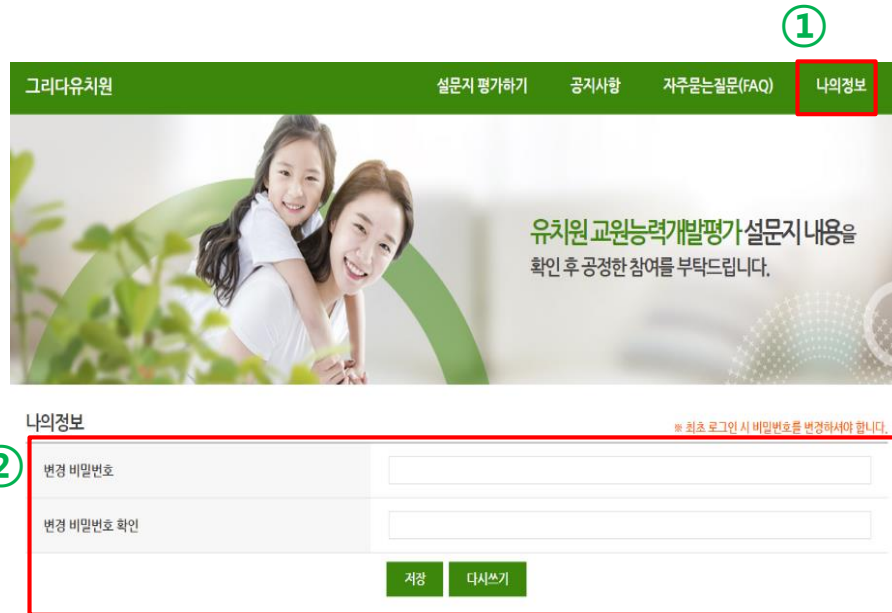 ①
그리다유치원 설문지 평가하기 공지사항 자주묻는질문(FAQ) 나의정보
유치원 교원능력개발평가 설문지 내용을
확인 후 공정한 참여를 부탁드립니다.
나의정보 ※ 최초 로그인 시 비밀번호를 변경하셔야 합니다.
②
변경 비밀번호
변경 비밀번호 확인
저장 다시쓰기